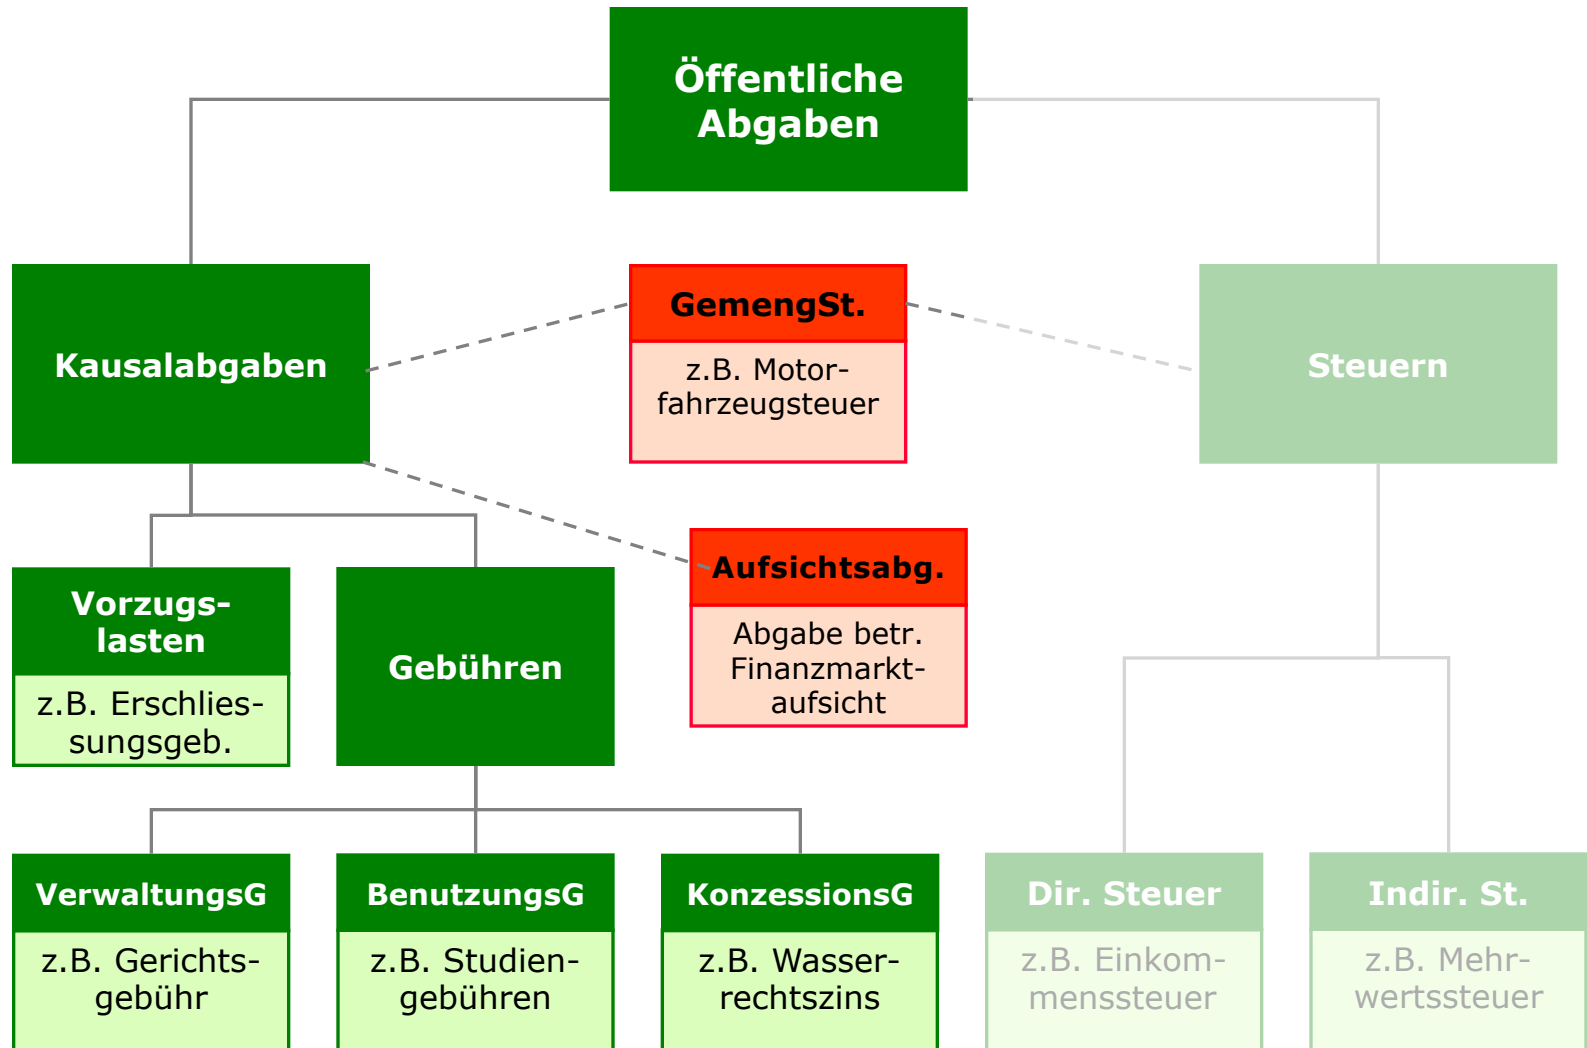 Öffentliche
Abgaben
Kausalabgaben
GemengSt.
z.B. Motor-
fahrzeugsteuer
Steuern
Aufsichtsabg.
Abgabe betr.
Finanzmarkt-
aufsicht
Vorzugs-
lasten
z.B. Erschlies-
sungsgeb.
Gebühren
VerwaltungsG
z.B. Gerichts-
gebühr
BenutzungsG
z.B. Studien-
gebühren
KonzessionsG
z.B. Wasser-
rechtszins
Dir. Steuer
z.B. Einkom-
menssteuer
Indir. St.
z.B. Mehr-
wertssteuer